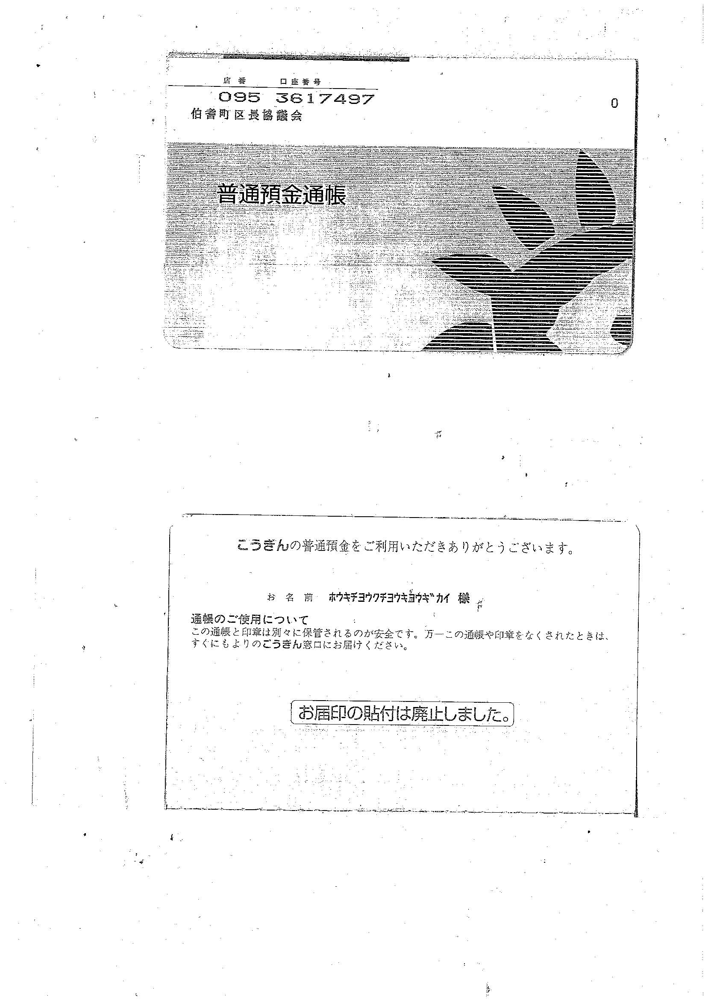 店番 口座番号
095 3617497
0
伯耆町区長協議会
普通預金通帳
ごうぎんの普通預金をご利用いただきありがとうございます。
お名前 ホウキチヨウクチヨウキヨウギカイ 様
通帳のご使用について
この通帳と印章は別々に保管されるのが安全です。万一この通帳や印章をなくされたときは、
すぐにもよりのごうぎん窓口にお届けください。
お届印の貼付は廃止しました。